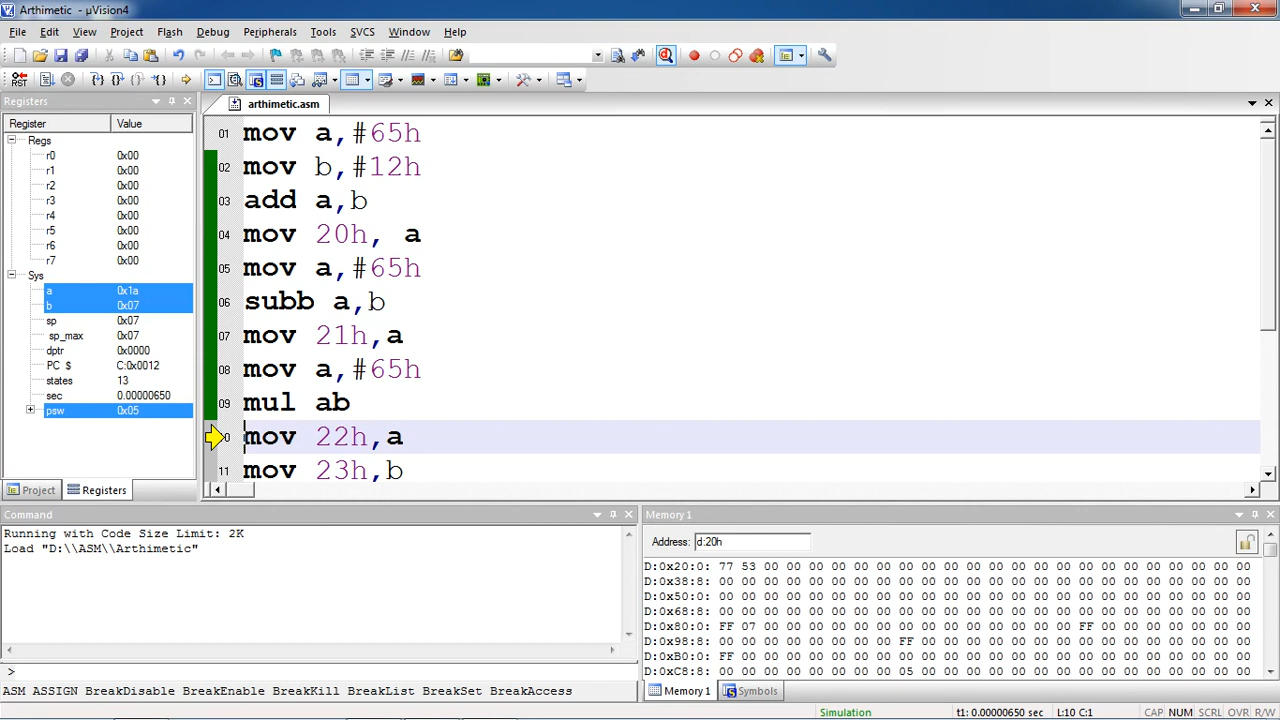 Arthimetic - µVision4
File Edit View Project Flash Debug Peripherals Tools SVCS Window Help
RST
Registers
arthimetic.asm
Register Value
Regs
r0 0x00
r1 0x00
r2 0x00
r3 0x00
r4 0x00
r5 0x00
r6 0x00
r7 0x00
Sys
a 0x1a
b 0x07
sp 0x07
sp_max 0x07
dptr 0x0000
PC $ C:0x0012
states 13
sec 0.00000650
psw 0x05
Project Registers
01 mov a,#65h
02 mov b,#12h
03 add a,b
04 mov 20h, a
05 mov a,#65h
06 subb a,b
07 mov 21h,a
08 mov a,#65h
09 mul ab
0 mov 22h,a
11 mov 23h,b
Command
Running with Code Size Limit: 2K
Load "D:\\ASM\\Arthimetic"
>
ASM ASSIGN BreakDisable BreakEnable BreakKill BreakList BreakSet BreakAccess
Memory 1
Address: d:20h
D:0x20:0: 77 53 00 00 00 00 00 00 00 00 00 00 00 00 00 00 00 00 00 00 00 00 00 00
D:0x38:8: 00 00 00 00 00 00 00 00 00 00 00 00 00 00 00 00 00 00 00 00 00 00 00 00
D:0x50:0: 00 00 00 00 00 00 00 00 00 00 00 00 00 00 00 00 00 00 00 00 00 00 00 00
D:0x68:8: 00 00 00 00 00 00 00 00 00 00 00 00 00 00 00 00 00 00 00 00 00 00 00 00
D:0x80:0: FF 07 00 00 00 00 00 00 00 00 00 00 00 00 00 00 FF 00 00 00 00 00 00 00
D:0x98:8: 00 00 00 00 00 00 00 00 FF 00 00 00 00 00 00 00 00 00 00 00 00 00 00 00
D:0xB0:0: FF 00 00 00 00 00 00 00 00 00 00 00 00 00 00 00 00 00 00 00 00 00 00 00
D:0xC8:8: 00 00 00 00 00 00 00 00 05 00 00 00 00 00 00 00 00 00 00 00 00 00 00 00
Memory 1 Symbols
Simulation t1: 0.00000650 sec L:10 C:1 CAP NUM SCRL OVR R/W